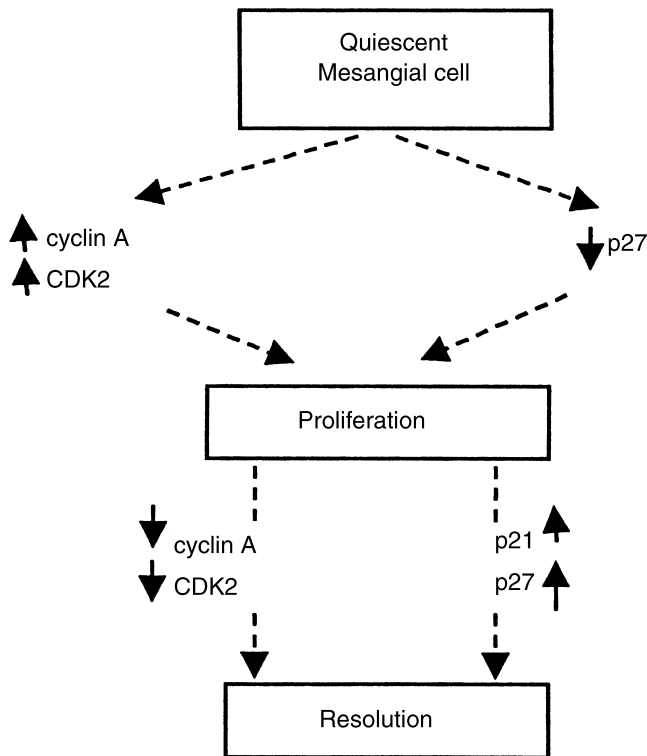 Quiescent
Mesangial cell
cyclin A
CDK2
p27
Proliferation
cyclin A
CDK2
p21
p27
Resolution